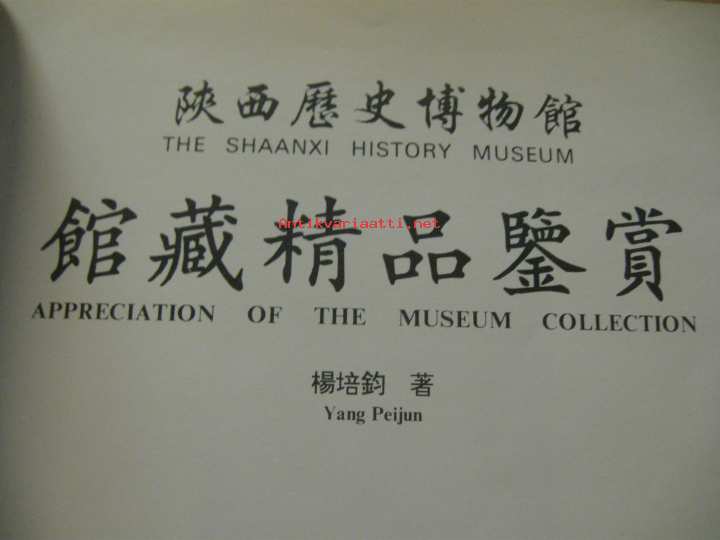 陝西歷史博物館
THE SHAANXI HISTORY MUSEUM
館藏精品鑒賞
Antikvariaatti.net
APPRECIATION OF THE MUSEUM COLLECTION
楊培鈞 著
Yang Peijun